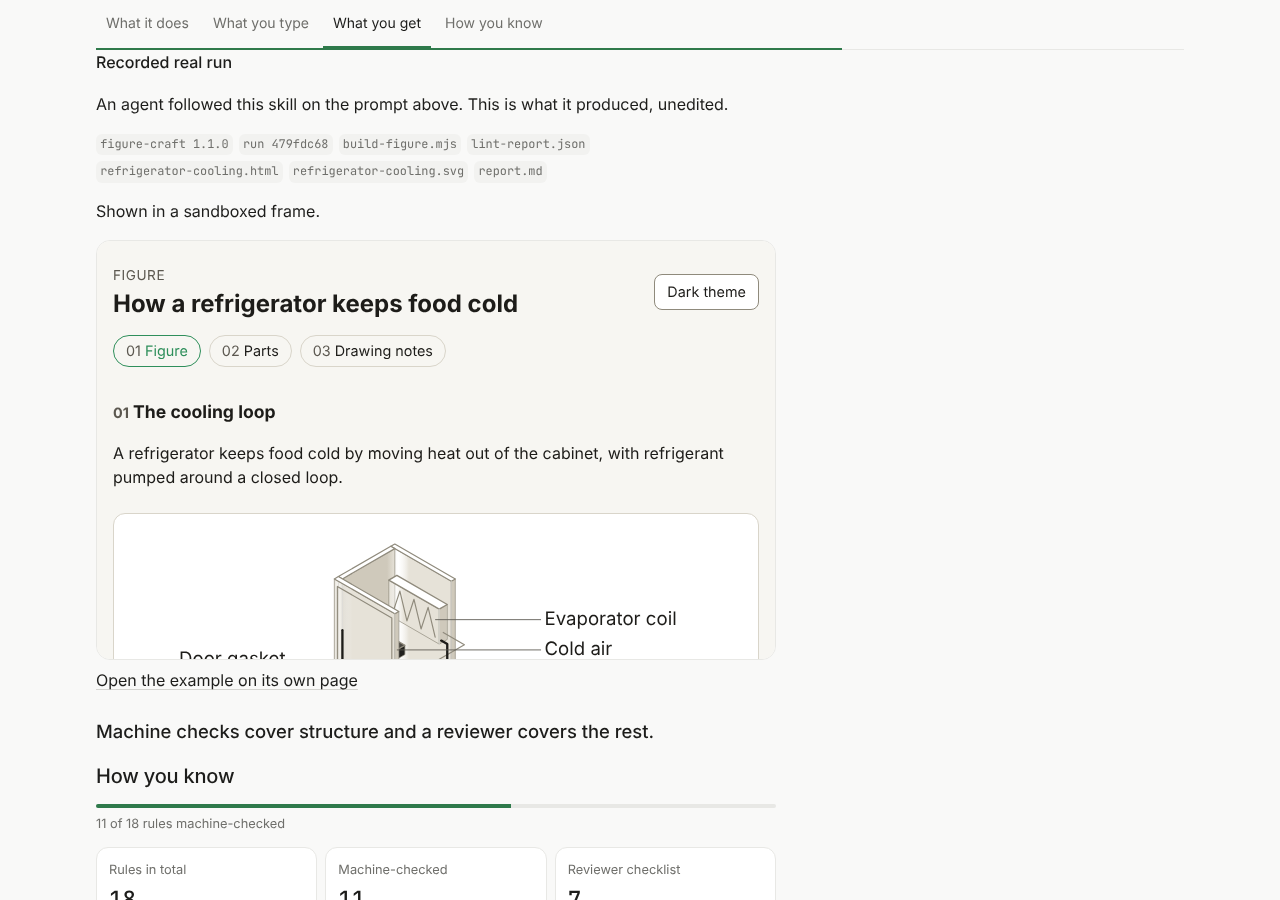 What it does What you type What you get How you know
Recorded real run
An agent followed this skill on the prompt above. This is what it produced, unedited.
figure-craft 1.1.0 run 479fdc68 build-figure.mjs lint-report.json
refrigerator-cooling.html refrigerator-cooling.svg report.md
Shown in a sandboxed frame.
FIGURE
How a refrigerator keeps food cold
Dark theme
01 Figure 02 Parts 03 Drawing notes
01 The cooling loop
A refrigerator keeps food cold by moving heat out of the cabinet, with refrigerant
pumped around a closed loop.
Evaporator coil
Cold air
Door gasket
Open the example on its own page
Machine checks cover structure and a reviewer covers the rest.
How you know
11 of 18 rules machine-checked
Rules in total Machine-checked Reviewer checklist
18 11 7